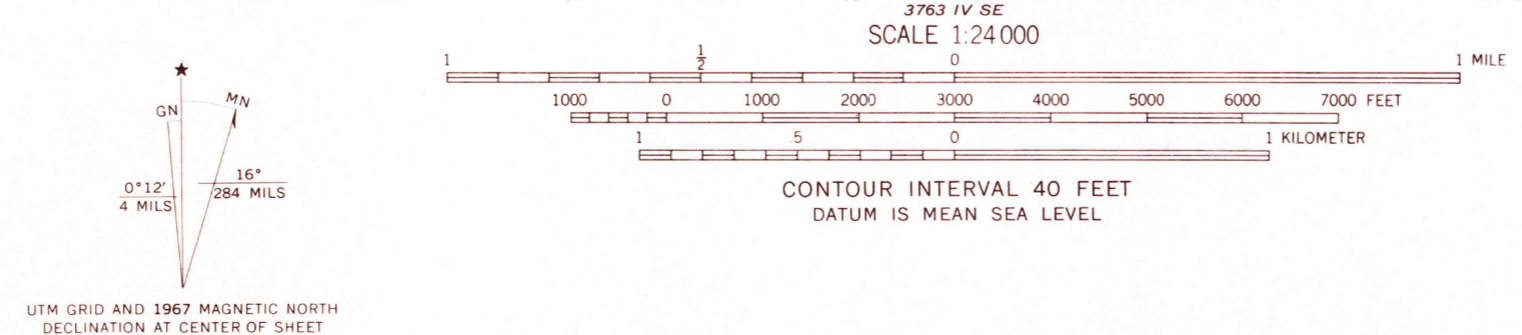 3763 IV SE
SCALE 1:24 000
1 ½ 0 1 MILE
1000 0 1000 2000 3000 4000 5000 6000 7000 FEET
1 .5 0 1 KILOMETER
CONTOUR INTERVAL 40 FEET
DATUM IS MEAN SEA LEVEL
★
GN MN
0°12′ 16°
4 MILS 284 MILS
UTM GRID AND 1967 MAGNETIC NORTH
DECLINATION AT CENTER OF SHEET